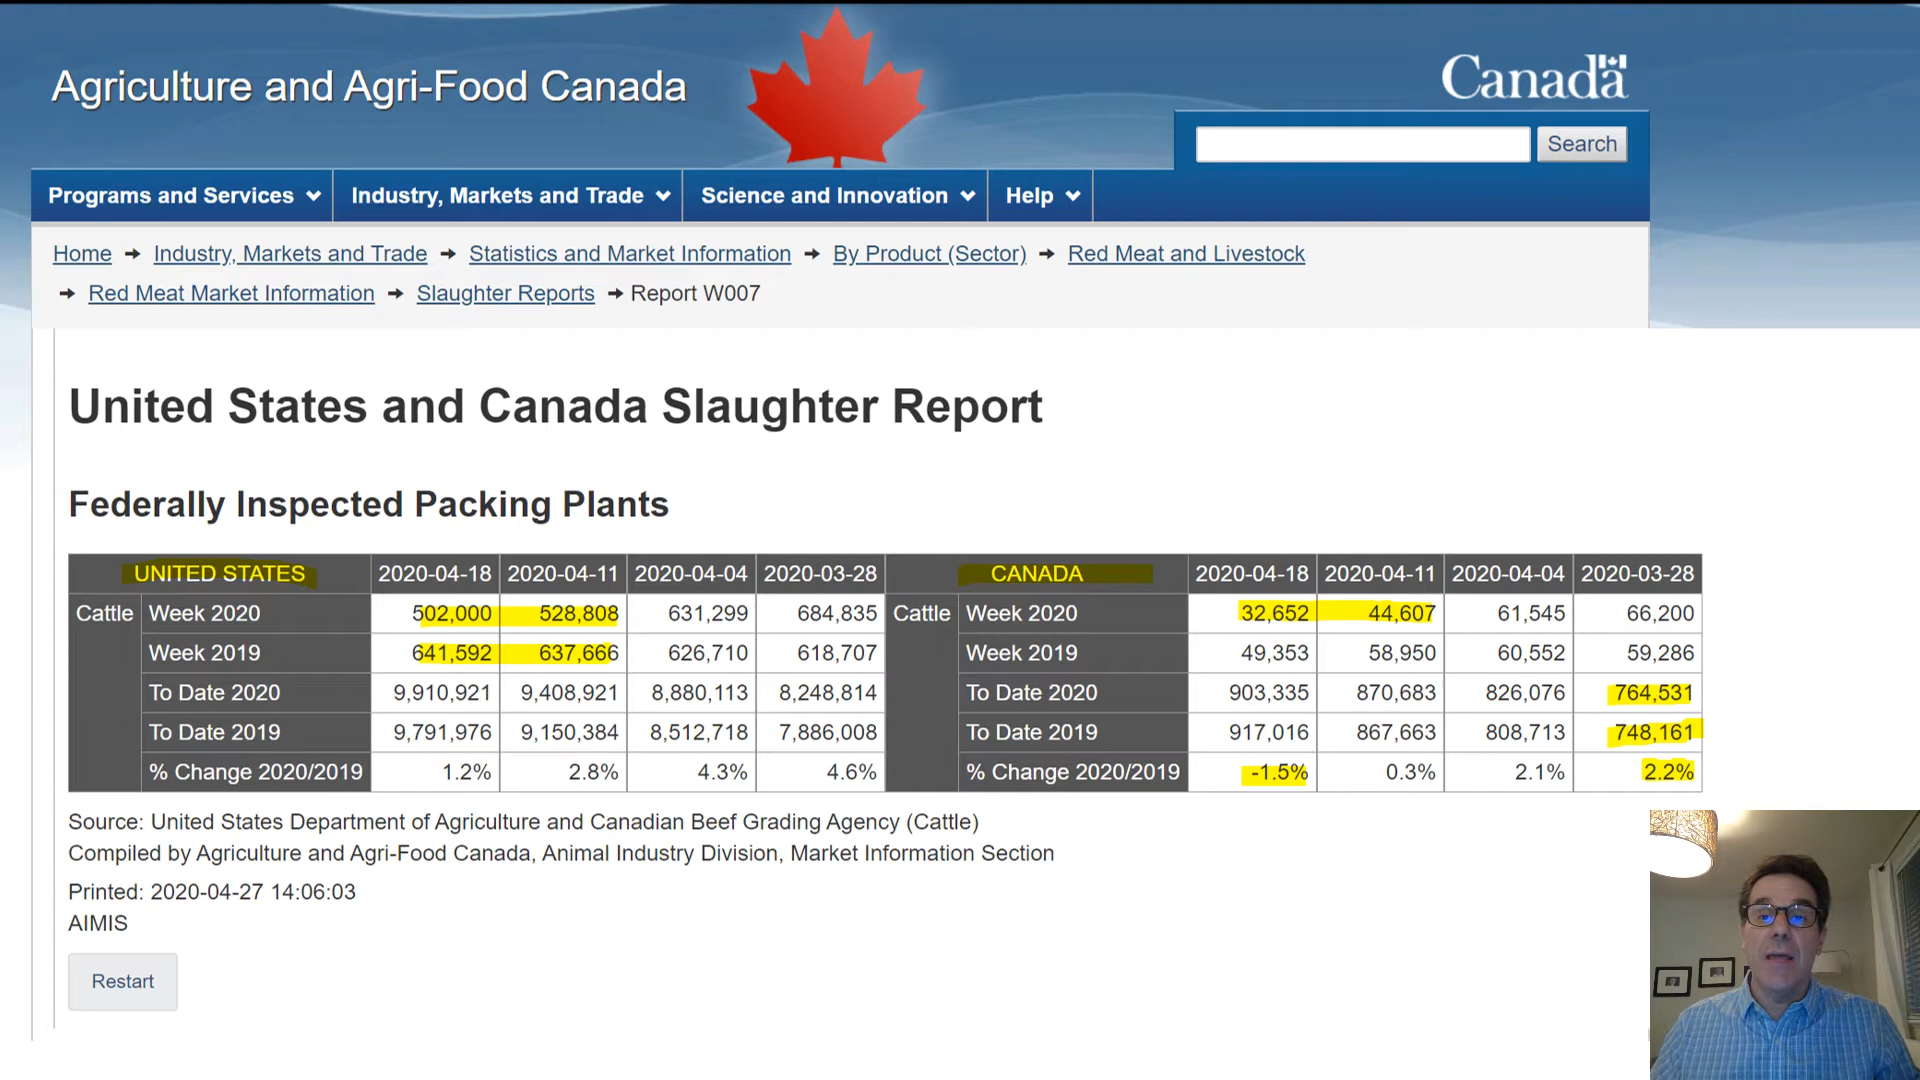 Agriculture and Agri-Food Canada
Canada
Search
Programs and Services Industry, Markets and Trade Science and Innovation Help
Home Industry, Markets and Trade Statistics and Market Information By Product (Sector) Red Meat and Livestock
Red Meat Market Information Slaughter Reports Report W007
United States and Canada Slaughter Report
Federally Inspected Packing Plants
UNITED STATES 2020-04-18 2020-04-11 2020-04-04 2020-03-28 CANADA 2020-04-18 2020-04-11 2020-04-04 2020-03-28
Cattle Week 2020 502,000 528,808 631,299 684,835 Cattle Week 2020 32,652 44,607 61,545 66,200
Week 2019 641,592 637,666 626,710 618,707 Week 2019 49,353 58,950 60,552 59,286
To Date 2020 9,910,921 9,408,921 8,880,113 8,248,814 To Date 2020 903,335 870,683 826,076 764,531
To Date 2019 9,791,976 9,150,384 8,512,718 7,886,008 To Date 2019 917,016 867,663 808,713 748,161
% Change 2020/2019 1.2% 2.8% 4.3% 4.6% % Change 2020/2019 -1.5% 0.3% 2.1% 2.2%
Source: United States Department of Agriculture and Canadian Beef Grading Agency (Cattle)
Compiled by Agriculture and Agri-Food Canada, Animal Industry Division, Market Information Section
Printed: 2020-04-27 14:06:03
AIMIS
Restart